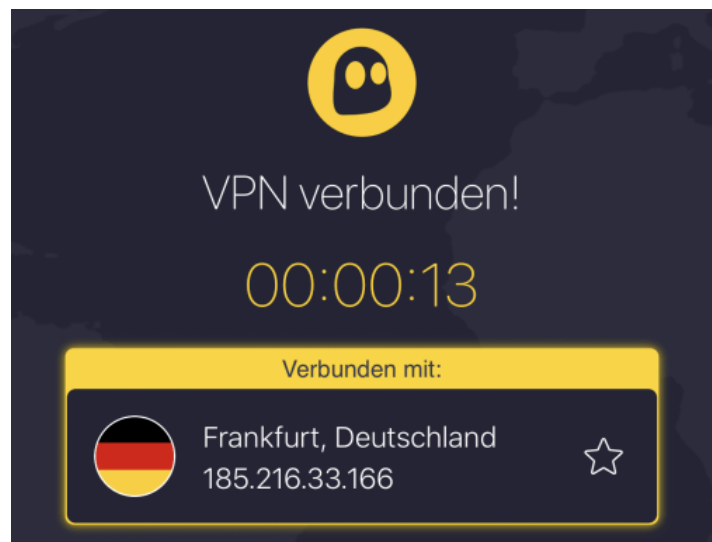 VPN verbunden!
00:00:13
Verbunden mit:
Frankfurt, Deutschland
185.216.33.166